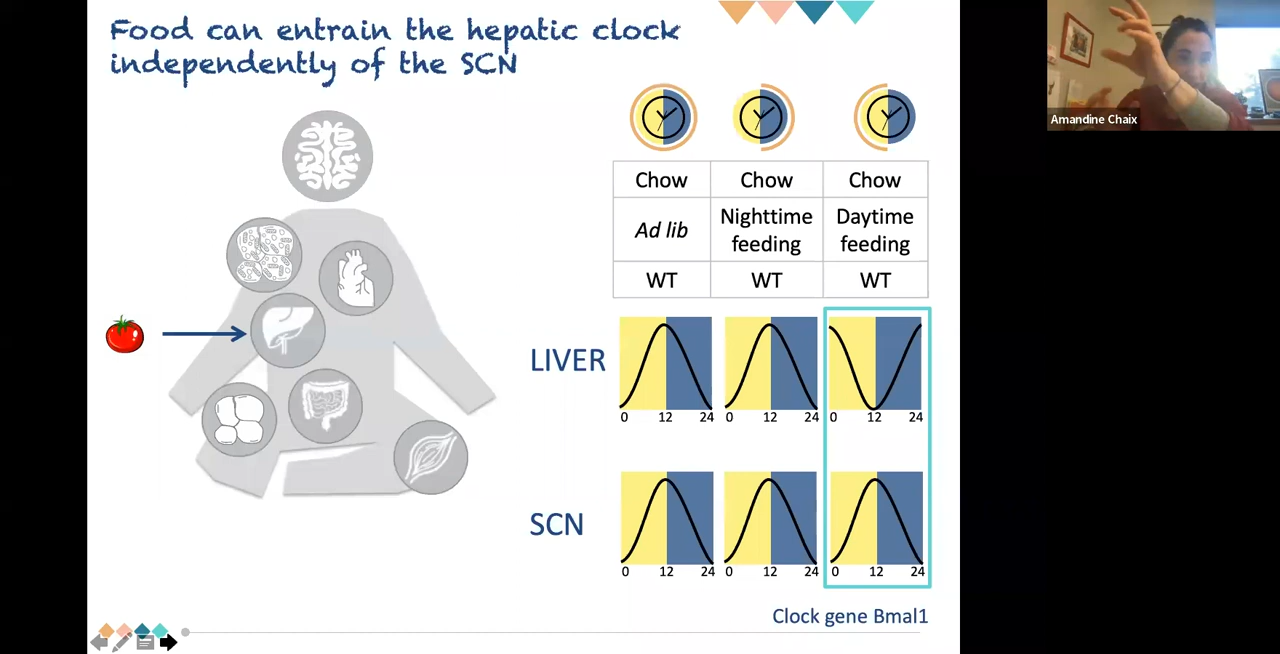 Food can entrain the hepatic clock
independently of the SCN
Amandine Chaix
Chow Chow Chow
Ad lib Nighttime feeding Daytime feeding
WT WT WT
LIVER
0 12 24 0 12 24 0 12 24
SCN
0 12 24 0 12 24 0 12 24
Clock gene Bmal1